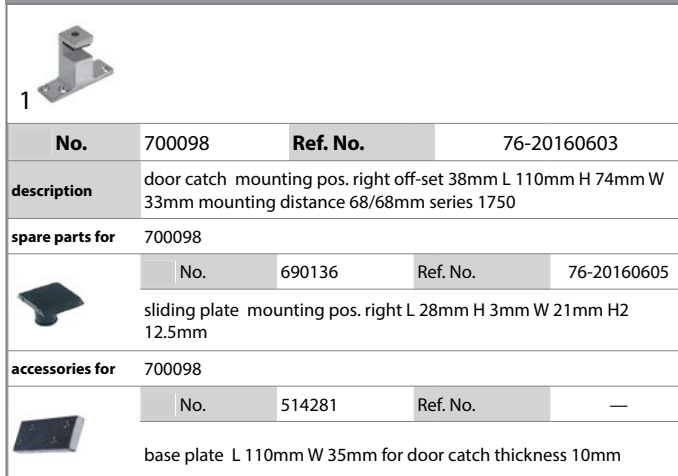 1
No. 700098 Ref. No. 76-20160603
description door catch mounting pos. right off-set 38mm L 110mm H 74mm W
33mm mounting distance 68/68mm series 1750
spare parts for 700098
No. 690136 Ref. No. 76-20160605
sliding plate mounting pos. right L 28mm H 3mm W 21mm H2
12.5mm
accessories for 700098
No. 514281 Ref. No. —
base plate L 110mm W 35mm for door catch thickness 10mm